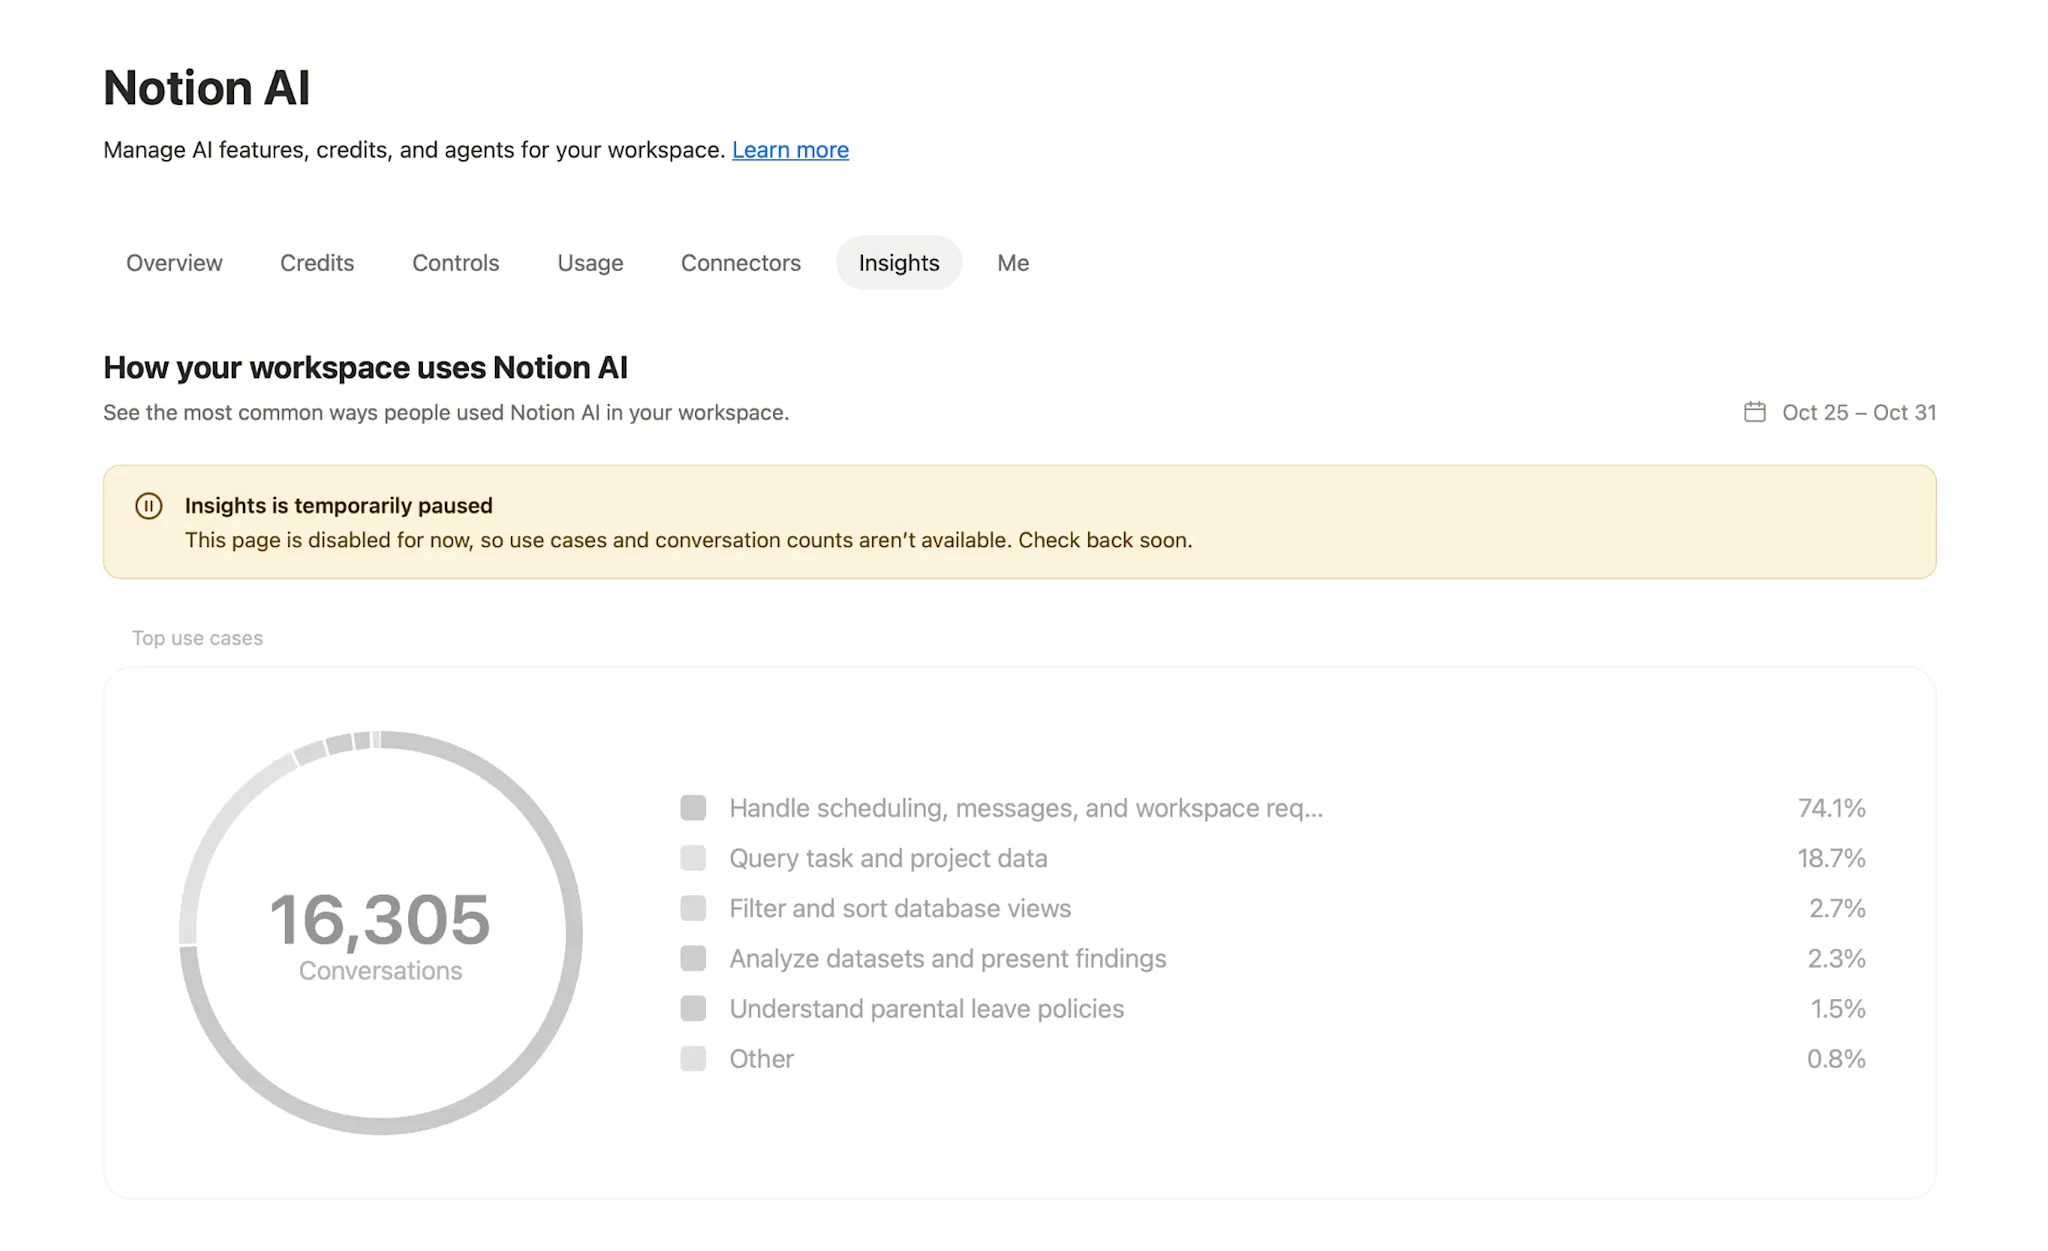 Notion AI
Manage AI features, credits, and agents for your workspace. Learn more
Overview Credits Controls Usage Connectors Insights Me
How your workspace uses Notion AI
See the most common ways people used Notion AI in your workspace.
Oct 25 – Oct 31
Insights is temporarily paused
This page is disabled for now, so use cases and conversation counts aren’t available. Check back soon.
Top use cases
16,305
Conversations
Handle scheduling, messages, and workspace req... 74.1%
Query task and project data 18.7%
Filter and sort database views 2.7%
Analyze datasets and present findings 2.3%
Understand parental leave policies 1.5%
Other 0.8%